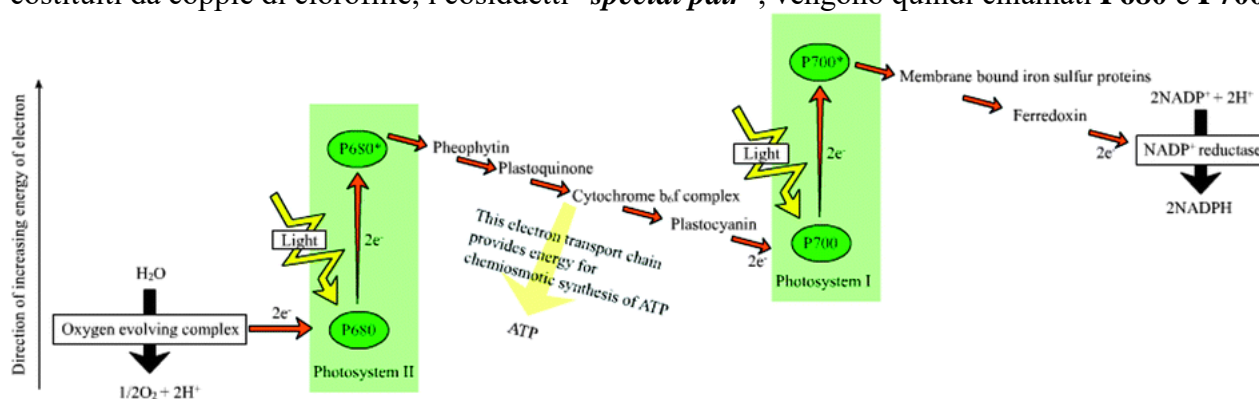 costituiti da coppie di clorofille, i cosiddetti "special pair", vengono quindi chiamati P680 e P700
Direction of increasing energy of electron
H₂O
Oxygen evolving complex
1/2O₂ + 2H⁺
2e⁻
Light
P680*
2e⁻
P680
Photosystem II
Pheophytin
Plastoquinone
Cytochrome b₆f complex
Plastocyanin
2e⁻
This electron transport chain
provides energy for
chemiosmotic synthesis of ATP
ATP
Light
P700*
2e⁻
P700
Photosystem I
Membrane bound iron sulfur proteins
Ferredoxin
2e⁻
2NADP⁺ + 2H⁺
NADP⁺ reductase
2NADPH